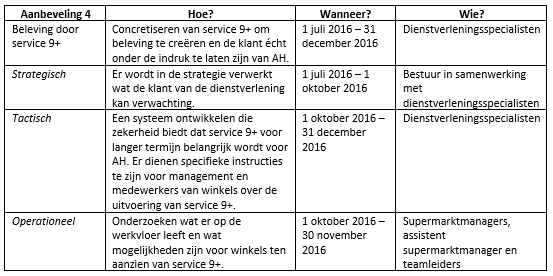 Aanbeveling 4 Hoe? Wanneer? Wie?
Beleving door service 9+
Concretiseren van service 9+ om
beleving te creëren en de klant écht
onder de indruk te laten zijn van AH.
1 juli 2016 – 31
december 2016
Dienstverleningsspecialisten
Strategisch
Er wordt in de strategie verwerkt
wat de klant van de dienstverlening
kan verwachting.
1 juli 2016 – 1
oktober 2016
Bestuur in samenwerking
met
dienstverleningsspecialisten
Tactisch
Een systeem ontwikkelen die
zekerheid biedt dat service 9+ voor
langer termijn belangrijk wordt voor
AH. Er dienen specifieke instructies
te zijn voor management en
medewerkers van winkels over de
uitvoering van service 9+.
1 oktober 2016 –
31 december
2016
Dienstverleningsspecialisten
Operationeel
Onderzoeken wat er op de
werkvloer leeft en wat
mogelijkheden zijn voor winkels ten
aanzien van service 9+.
1 oktober 2016 –
30 november
2016
Supermarktmanagers,
assistent
supermarktmanager en
teamleiders